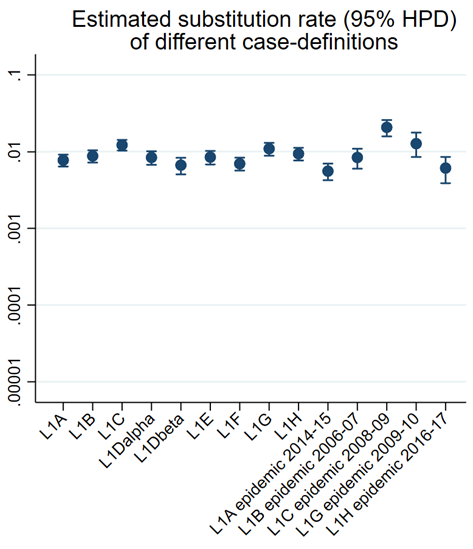 Estimated substitution rate (95% HPD)
of different case-definitions
.1
.01
.001
.0001
.00001
L1A
L1B
L1C
L1Dalpha
L1Dbeta
L1E
L1F
L1G
L1H
L1A epidemic 2014-15
L1B epidemic 2006-07
L1C epidemic 2008-09
L1G epidemic 2009-10
L1H epidemic 2016-17